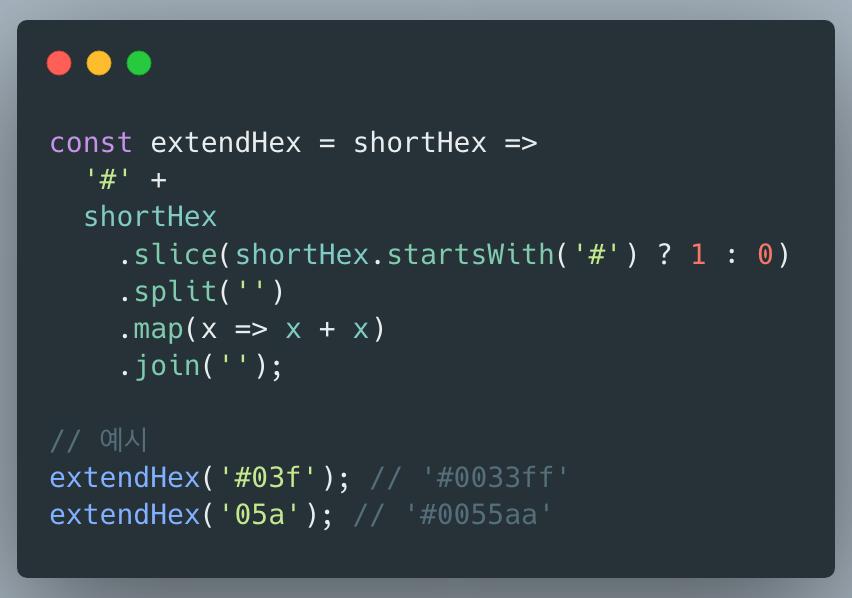 const extendHex = shortHex =>
  '#' +
  shortHex
    .slice(shortHex.startsWith('#') ? 1 : 0)
    .split('')
    .map(x => x + x)
    .join('');

// 예시
extendHex('#03f'); // '#0033ff'
extendHex('05a'); // '#0055aa'